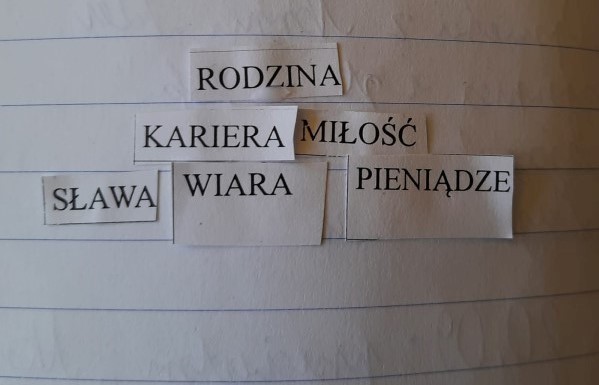 RODZINA
KARIERA MIŁOŚĆ
SŁAWA WIARA PIENIĄDZE